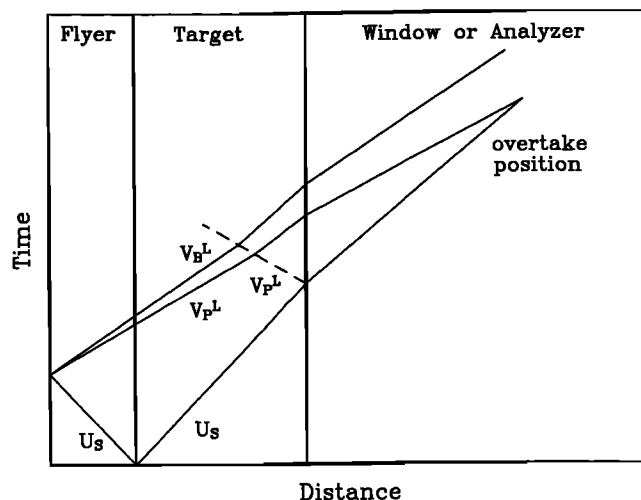 Flyer
Target
Window or Analyzer
overtake
position
Time
V_B^L
V_P^L
V_P^L
U_S
U_S
Distance